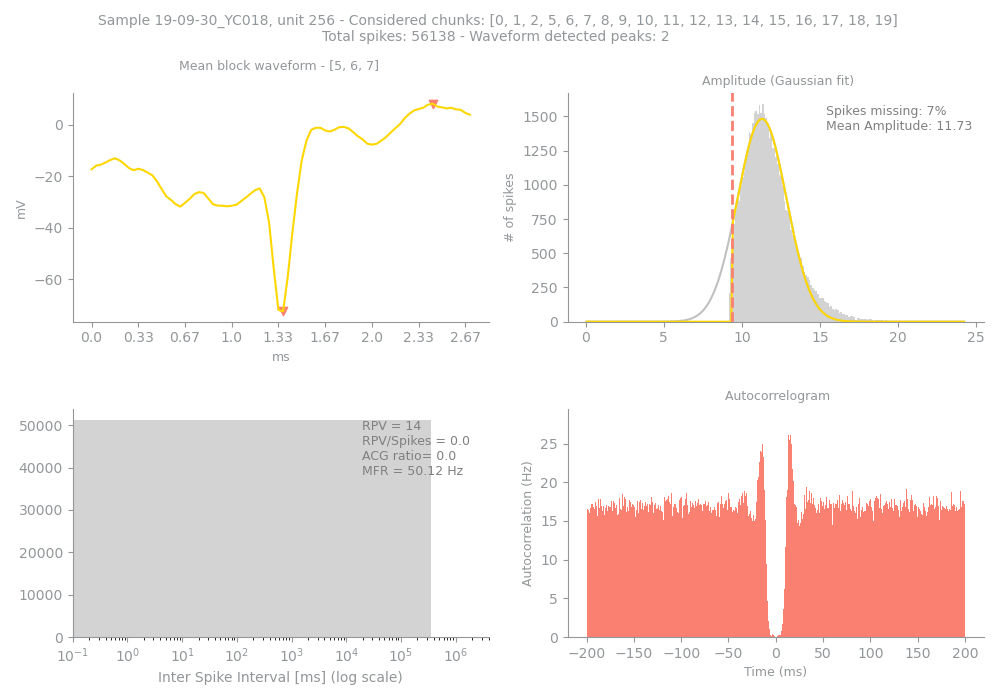 Sample 19-09-30_YC018, unit 256 - Considered chunks: [0, 1, 2, 5, 6, 7, 8, 9, 10, 11, 12, 13, 14, 15, 16, 17, 18, 19]
Total spikes: 56138 - Waveform detected peaks: 2
Mean block waveform - [5, 6, 7]
mV
0
−20
−40
−60
0.0 0.33 0.67 1.0 1.33 1.67 2.0 2.33 2.67
ms
Amplitude (Gaussian fit)
Spikes missing: 7%
Mean Amplitude: 11.73
# of spikes
1500
1250
1000
750
500
250
0
0 5 10 15 20 25
50000
40000
30000
20000
10000
0
RPV = 14
RPV/Spikes = 0.0
ACG ratio= 0.0
MFR = 50.12 Hz
10⁻¹ 10⁰ 10¹ 10² 10³ 10⁴ 10⁵ 10⁶
Inter Spike Interval [ms] (log scale)
Autocorrelogram
Autocorrelation (Hz)
25
20
15
10
5
0
−200 −150 −100 −50 0 50 100 150 200
Time (ms)